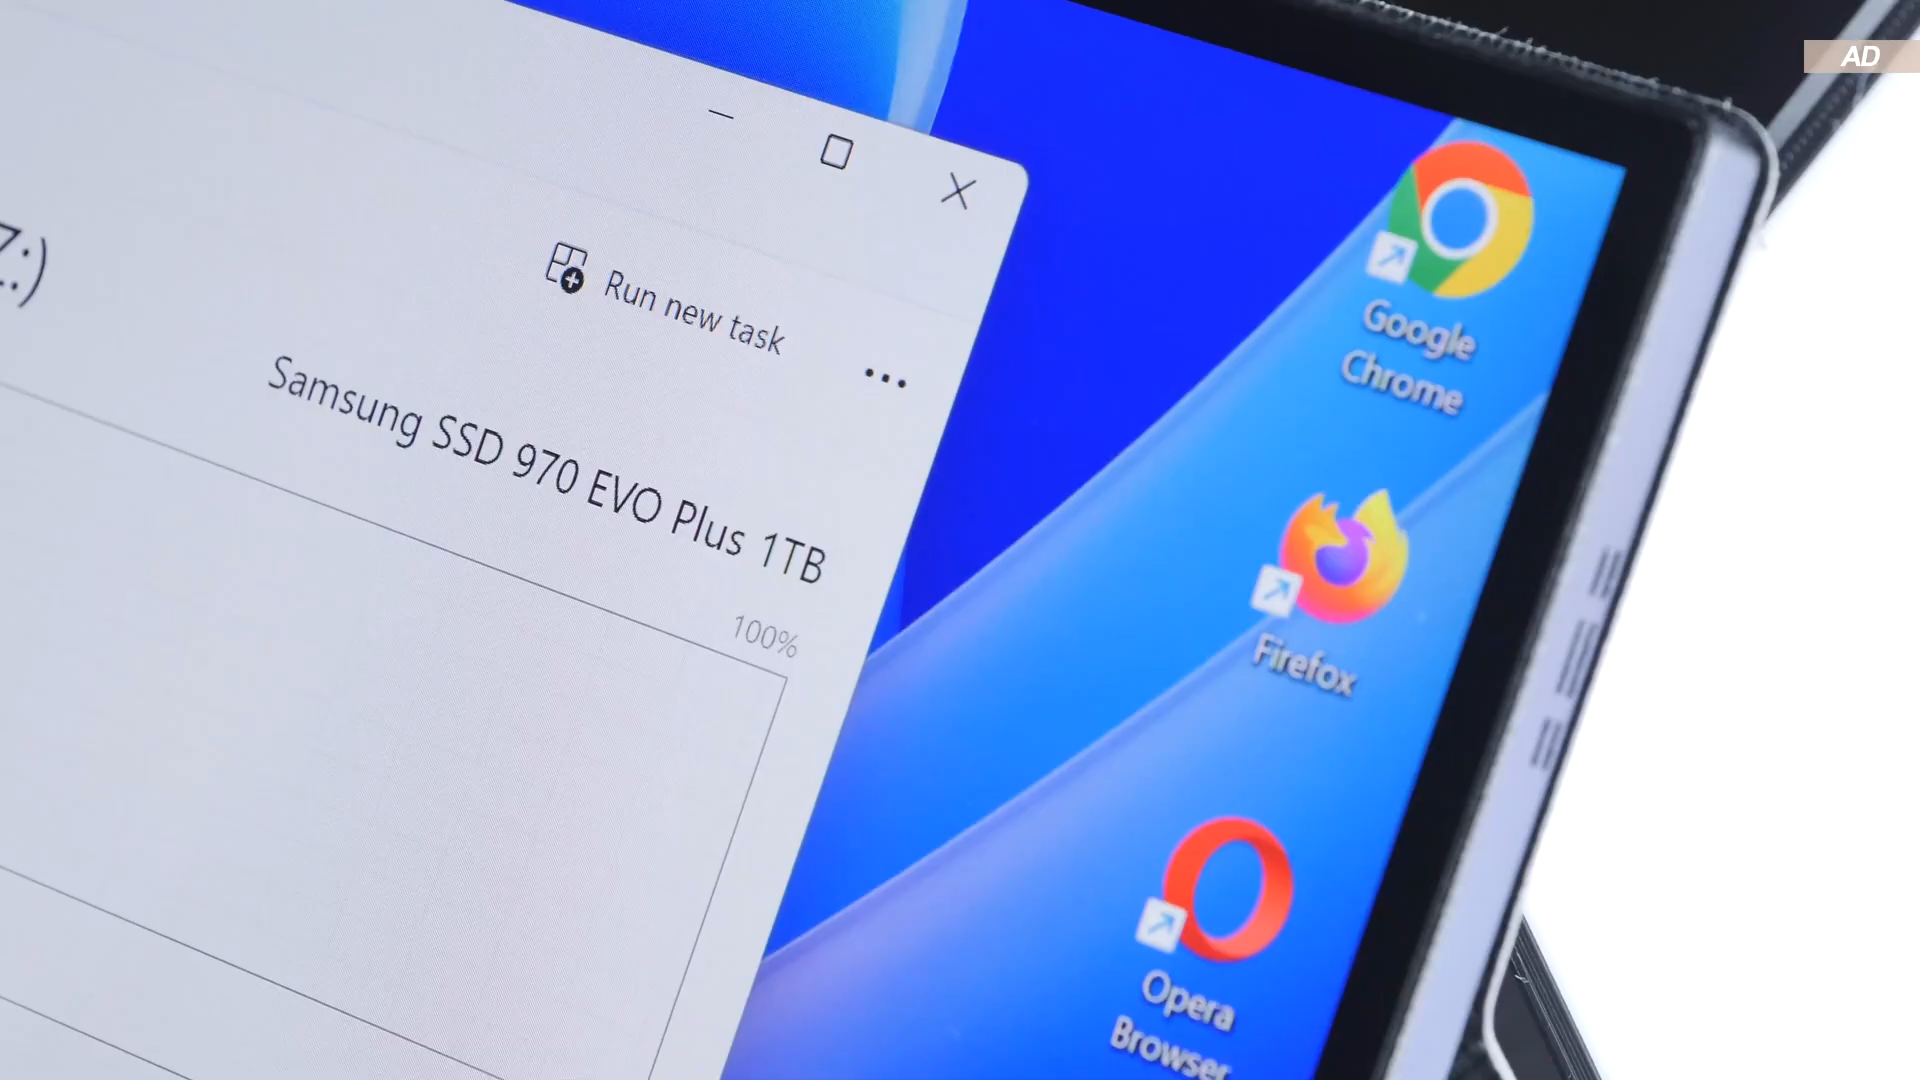 AD
Z:)
Run new task
Samsung SSD 970 EVO Plus 1TB
100%
Google
Chrome
Firefox
Opera
Browser